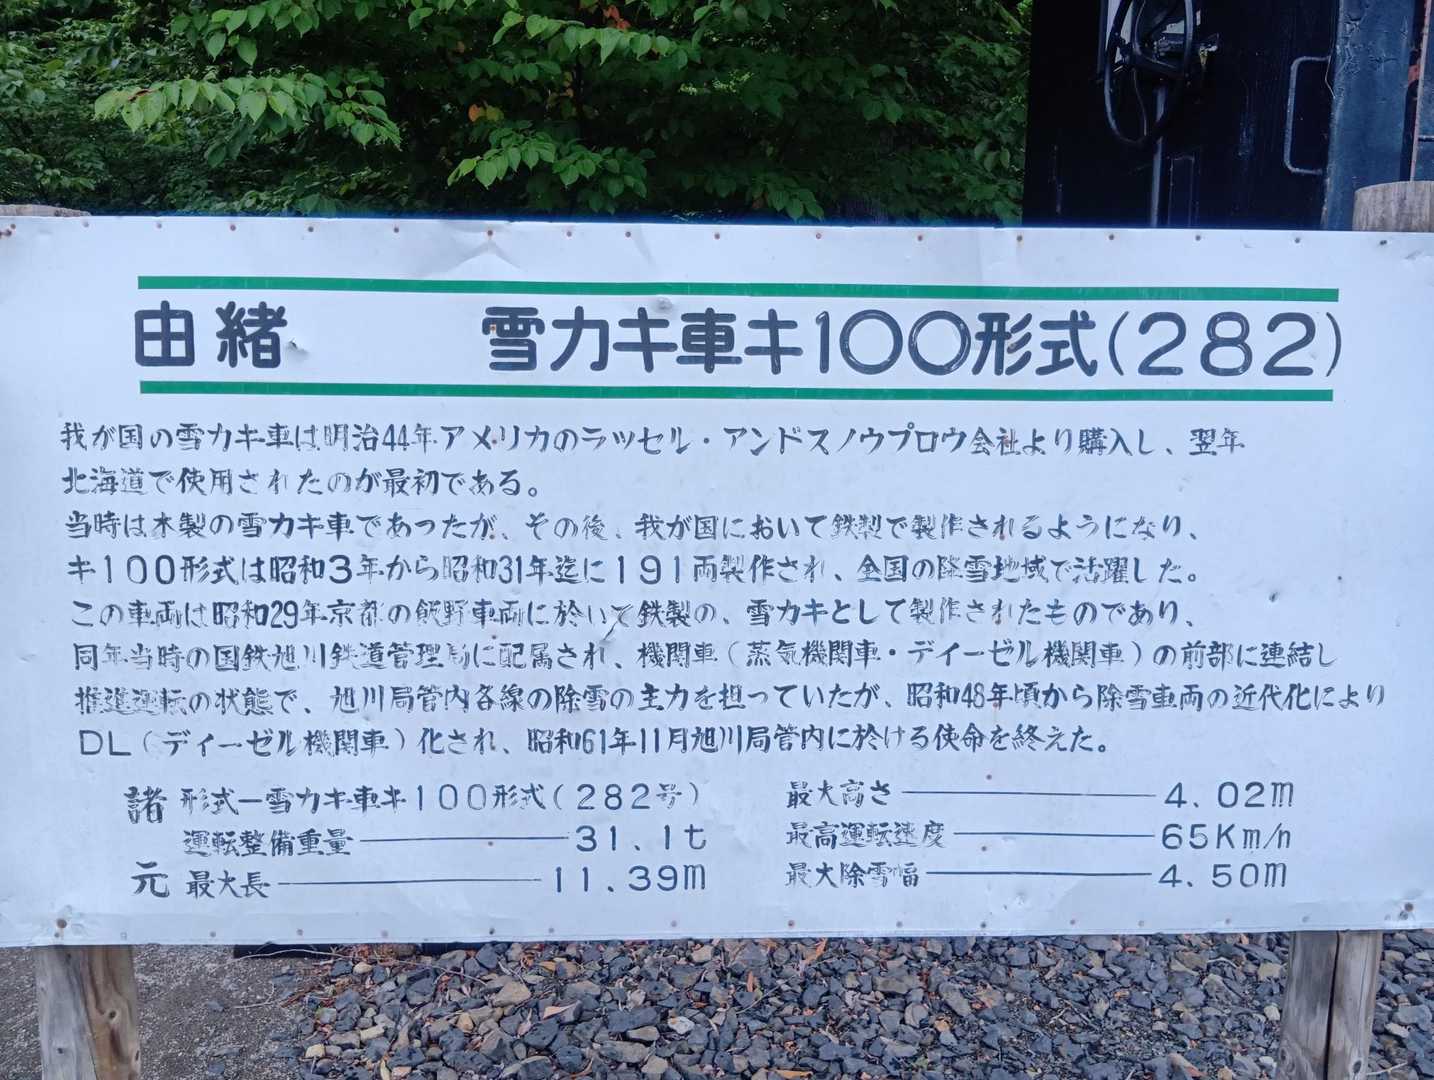 由緒 雪カキ車キ100形式(282)
我が国の雪カキ車は明治44年アメリカのラッセル・アンドスノウプロウ会社より購入し、翌年
北海道で使用されたのが最初である。
当時は木製の雪カキ車であったが、その後、我が国において鉄製で製作されるようになり、
キ100形式は昭和3年から昭和31年迄に191両製作され、全国の降雪地域で活躍した。
この車両は昭和29年京都の飯野車両に於いて鉄製の、雪カキとして製作されたものであり、
同年当時の国鉄旭川鉄道管理局に配属され、機関車(蒸気機関車・ディーゼル機関車)の前部に連結し
推進運転の状態で、旭川局管内各線の除雪の主力を担っていたが、昭和48年頃から除雪車両の近代化により
DL(ディーゼル機関車)化され、昭和61年11月旭川局管内に於ける使命を終えた。
諸元
形式―雪カキ車キ100形式(282号)
運転整備重量―31.1t
最大長―11.39m
最大高さ―4.02m
最高運転速度―65Km/h
最大除雪幅―4.50m